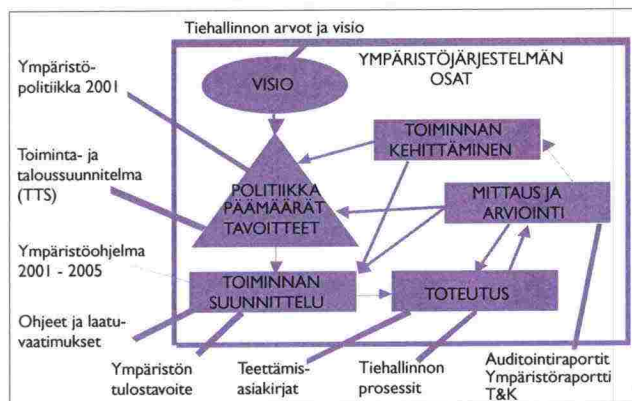 Tiehallinnon arvot ja visio
YMPÄRISTÖJÄRJESTELMÄN
OSAT
Ympäristö-
politiikka 2001
VISIO
TOIMINNAN
KEHITTÄMINEN
Toiminta- ja
taloussuunnitelma
(TTS)
POLITIIKKA
PÄÄMÄÄRÄT
TAVOITTEET
MITTAUS JA
ARVIOINTI
Ympäristöohjelma
2001 - 2005
TOIMINNAN
SUUNNITTELU
TOTEUTUS
Ohjeet ja laatu-
vaatimukset
Ympäristön
tulostavoite
Teettämis-
asiakirjat
Tiehallinnon
prosessit
Auditointiraportit
Ympäristöraportti
T&K